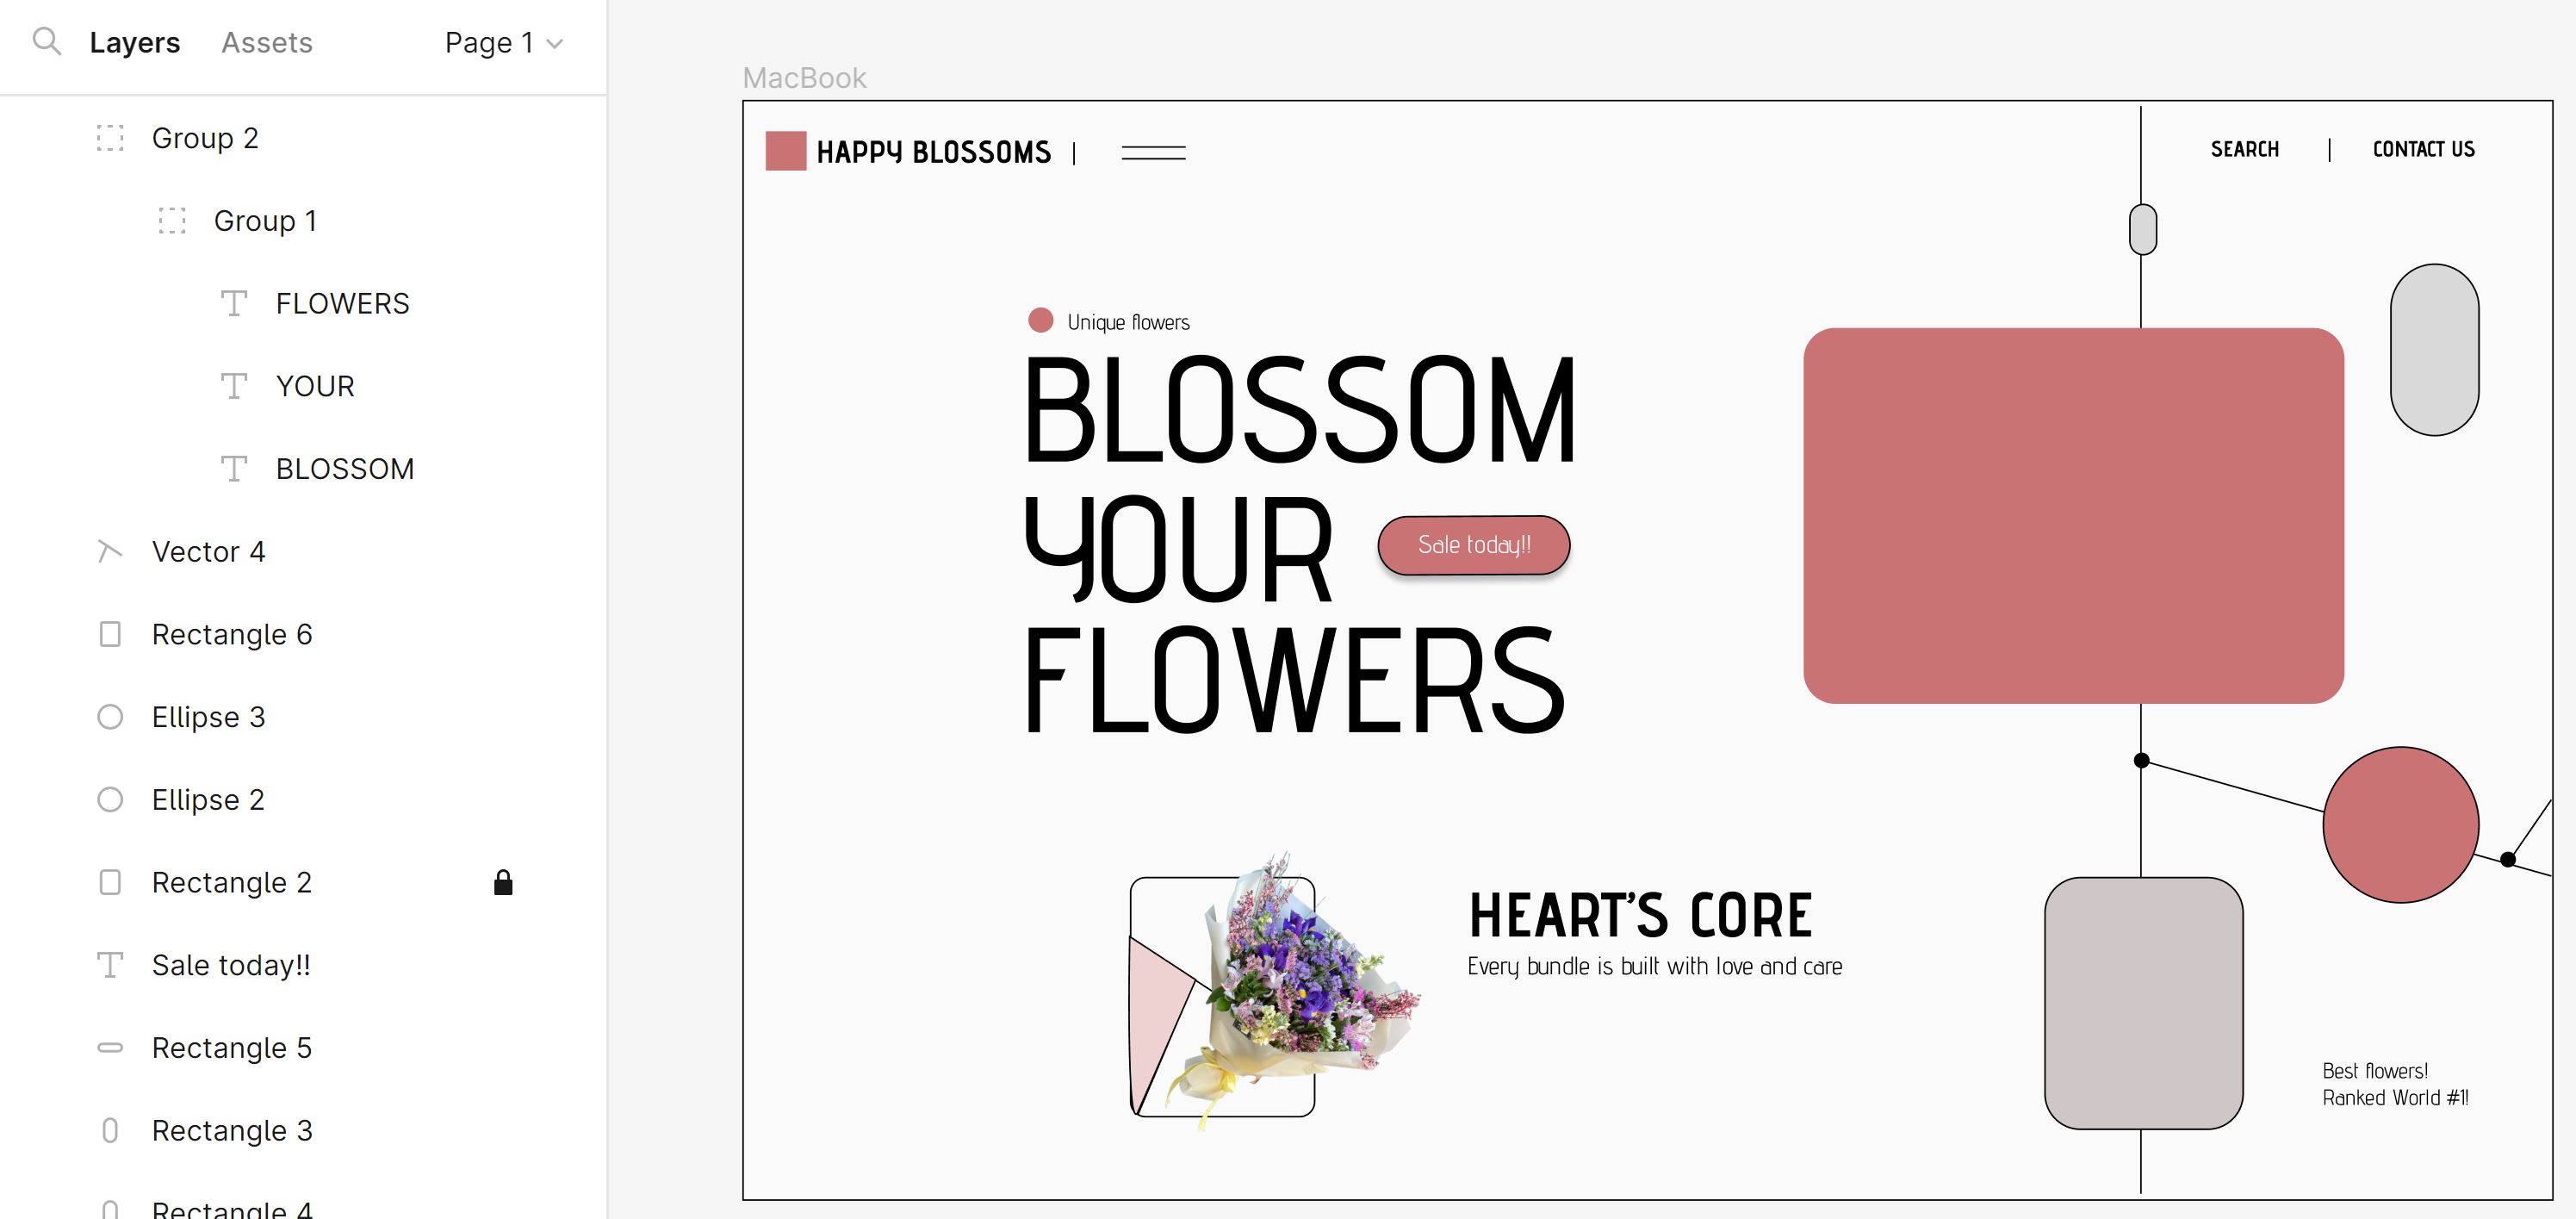 Layers Assets Page 1
Group 2
Group 1
FLOWERS
YOUR
BLOSSOM
Vector 4
Rectangle 6
Ellipse 3
Ellipse 2
Rectangle 2
Sale today!!
Rectangle 5
Rectangle 3
Rectangle 4
MacBook
HAPPY BLOSSOMS |
SEARCH | CONTACT US
Unique flowers
BLOSSOM
YOUR
Sale today!!
FLOWERS
HEART'S CORE
Every bundle is built with love and care
Best flowers!
Ranked World #1!